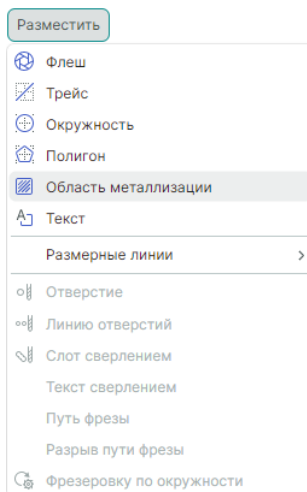 Разместить
Флеш
Трейс
Окружность
Полигон
Область металлизации
Текст
Размерные линии
Отверстие
Линию отверстий
Слот сверлением
Текст сверлением
Путь фрезы
Разрыв пути фрезы
Фрезеровку по окружности